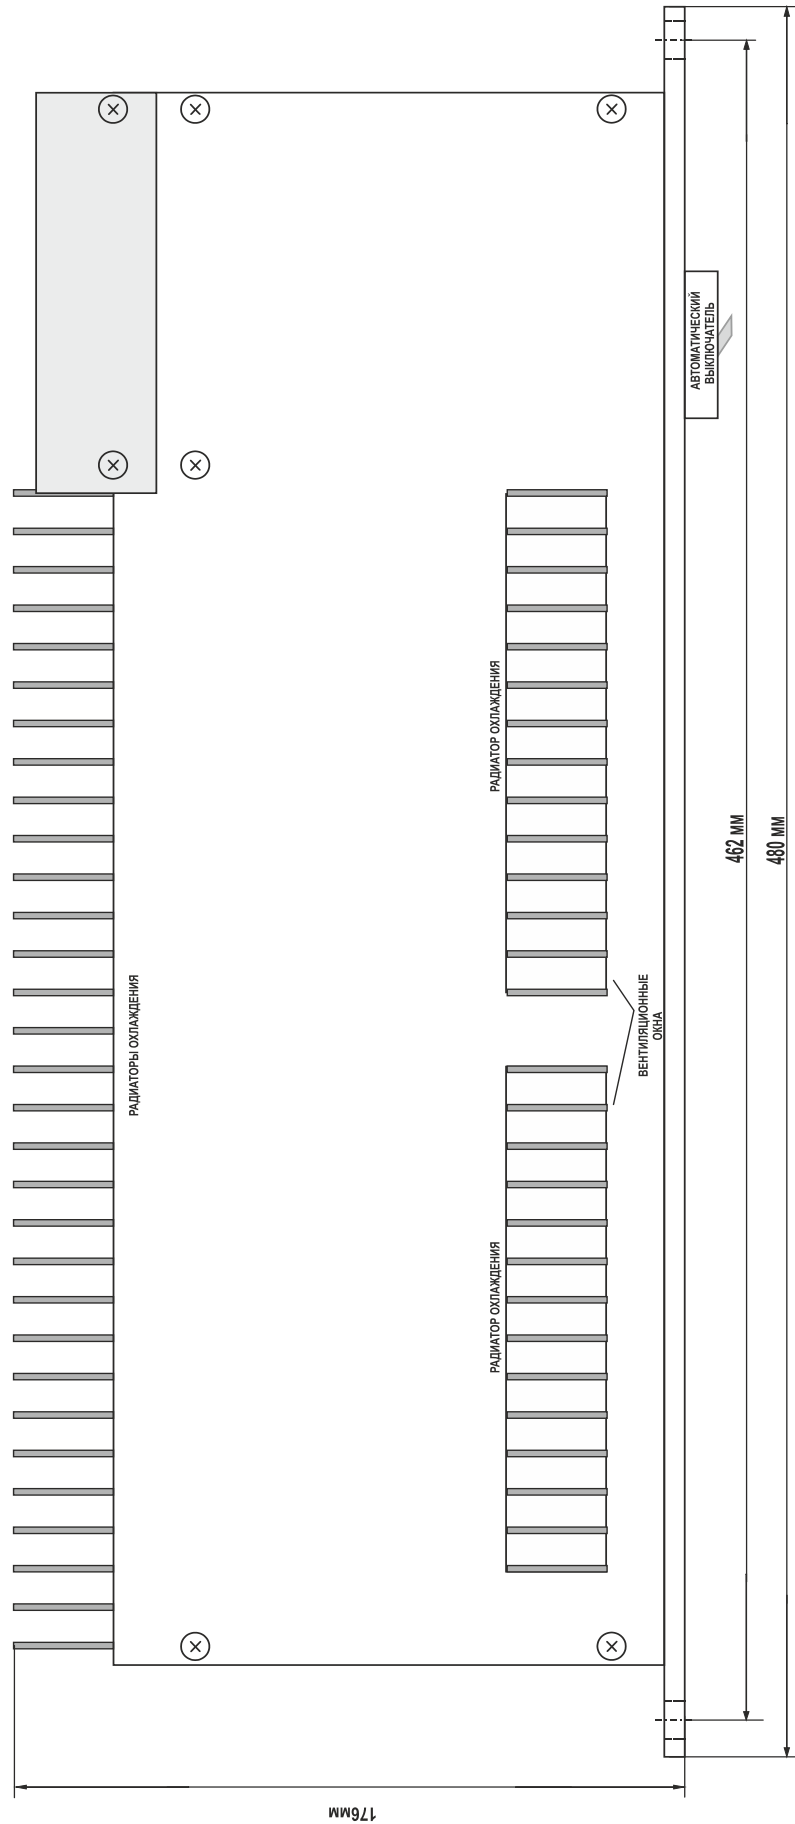 АВТОМАТИЧЕСКИЙ
ВЫКЛЮЧАТЕЛЬ
РАДИАТОР ОХЛАЖДЕНИЯ
462 мм
480 мм
РАДИАТОРЫ ОХЛАЖДЕНИЯ
ВЕНТИЛЯЦИОННЫЕ
ОКНА
РАДИАТОР ОХЛАЖДЕНИЯ
176мм